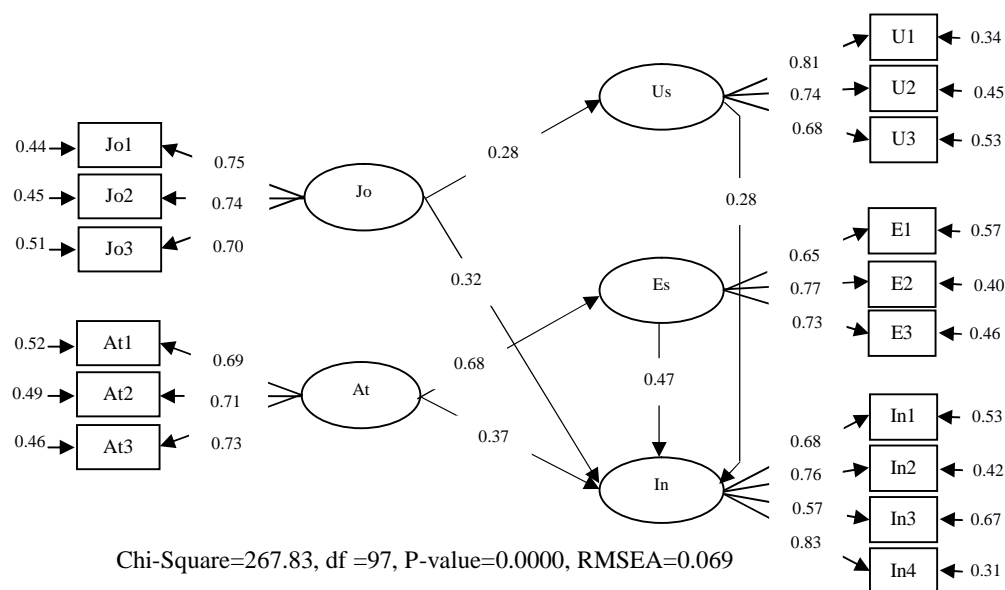 U1
0.34
0.81
Us
U2
0.45
0.74
0.68
U3
0.53
0.44
Jo1
0.75
0.28
Jo
0.45
Jo2
0.74
0.28
0.51
Jo3
0.70
E1
0.57
0.65
0.32
Es
E2
0.40
0.77
0.73
E3
0.46
0.52
At1
0.69
0.68
0.47
At
0.49
At2
0.71
In1
0.53
0.46
At3
0.73
0.37
0.68
In2
0.42
0.76
In
0.57
In3
0.67
0.83
Chi-Square=267.83, df =97, P-value=0.0000, RMSEA=0.069
In4
0.31